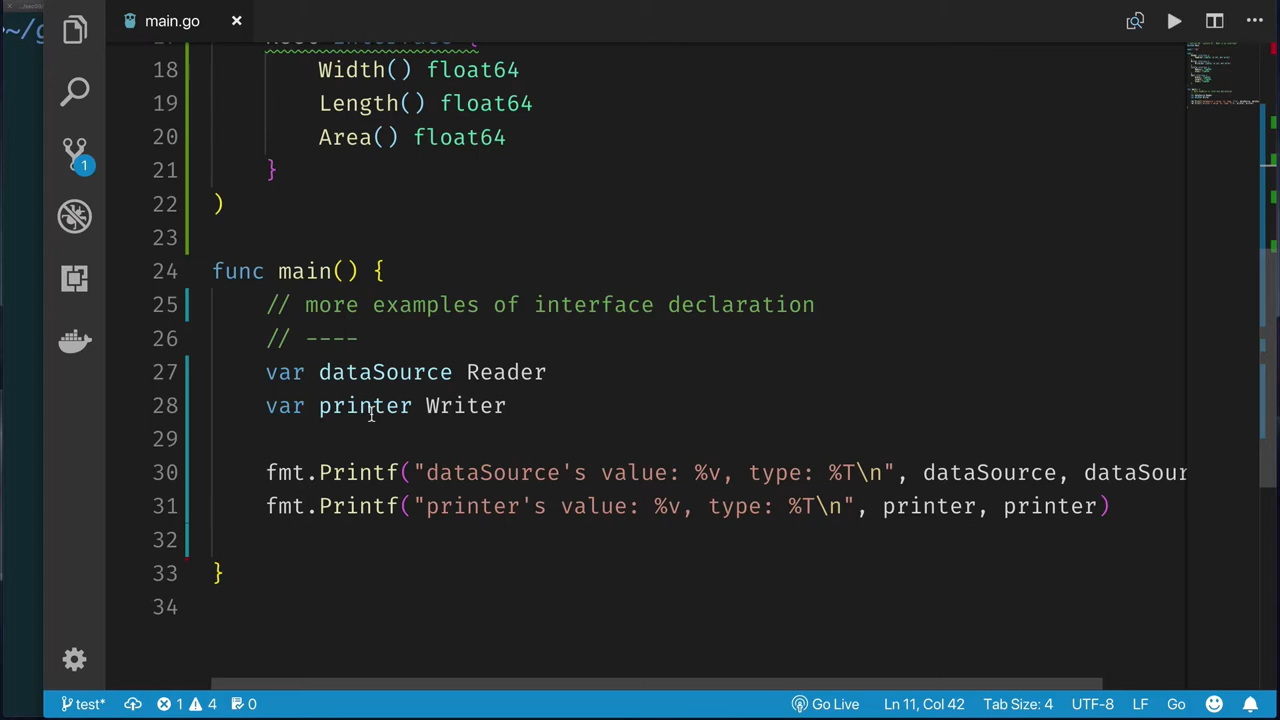 main.go
18 Width() float64
19 Length() float64
20 Area() float64
21 }
22 )
23
24 func main() {
25 // more examples of interface declaration
26 // ----
27 var dataSource Reader
28 var printer Writer
29
30 fmt.Printf("dataSource's value: %v, type: %T\n", dataSource, dataSour
31 fmt.Printf("printer's value: %v, type: %T\n", printer, printer)
32
33 }
34
1
test* 1 4 0 Go Live Ln 11, Col 42 Tab Size: 4 UTF-8 LF Go
~/g